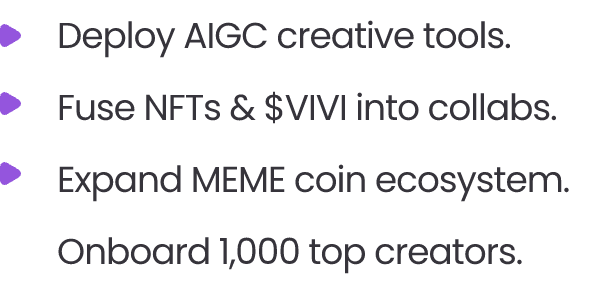 Deploy AIGC creative tools.
Fuse NFTs & $VIVI into collabs.
Expand MEME coin ecosystem.
Onboard 1,000 top creators.